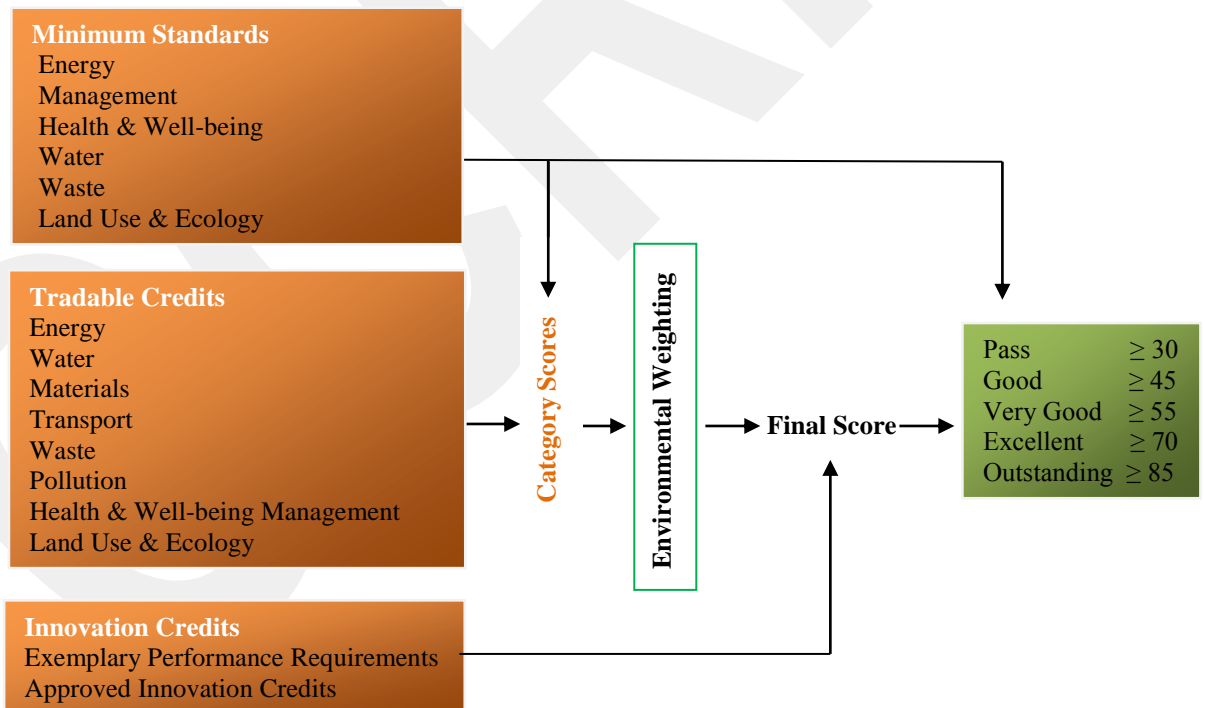 Minimum Standards
Energy
Management
Health & Well-being
Water
Waste
Land Use & Ecology
Tradable Credits
Energy
Water
Materials
Transport
Waste
Pollution
Health & Well-being Management
Land Use & Ecology
Innovation Credits
Exemplary Performance Requirements
Approved Innovation Credits
Category Scores
Environmental Weighting
Final Score
Pass ≥ 30
Good ≥ 45
Very Good ≥ 55
Excellent ≥ 70
Outstanding ≥ 85